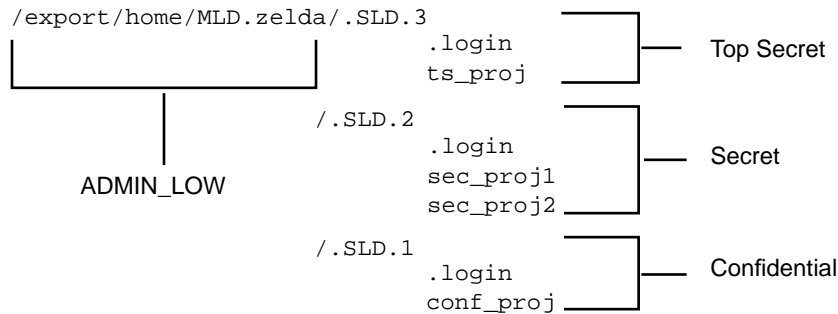 /export/home/MLD.zelda/.SLD.3
.login
ts_proj
Top Secret
/.SLD.2
.login
sec_proj1
sec_proj2
Secret
ADMIN_LOW
/.SLD.1
.login
conf_proj
Confidential